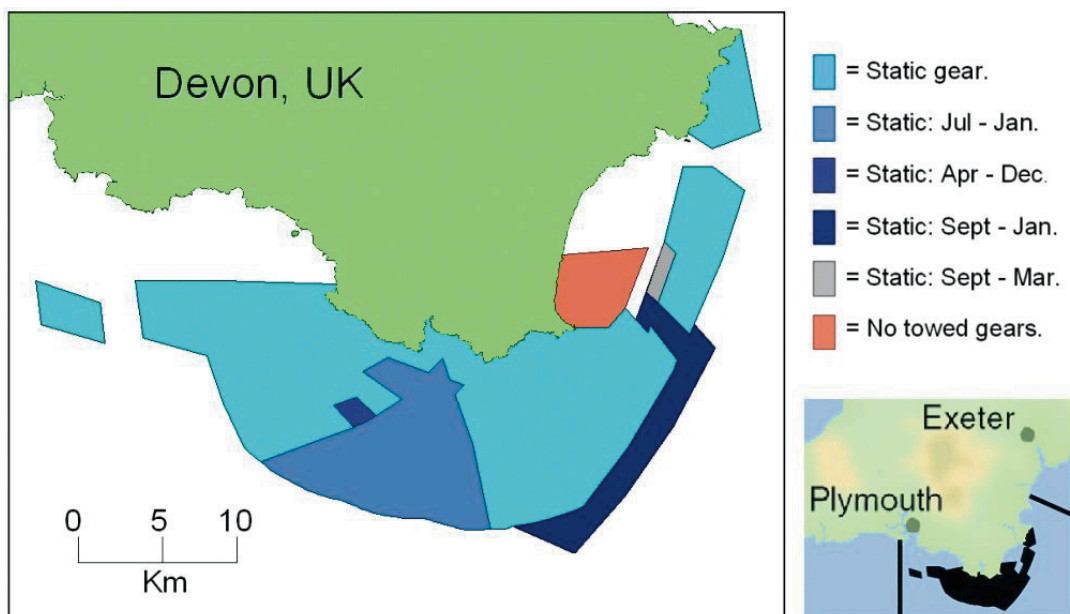 Devon, UK
0 5 10
Km
= Static gear.
= Static: Jul - Jan.
= Static: Apr - Dec.
= Static: Sept - Jan.
= Static: Sept - Mar.
= No towed gears.
Exeter
Plymouth